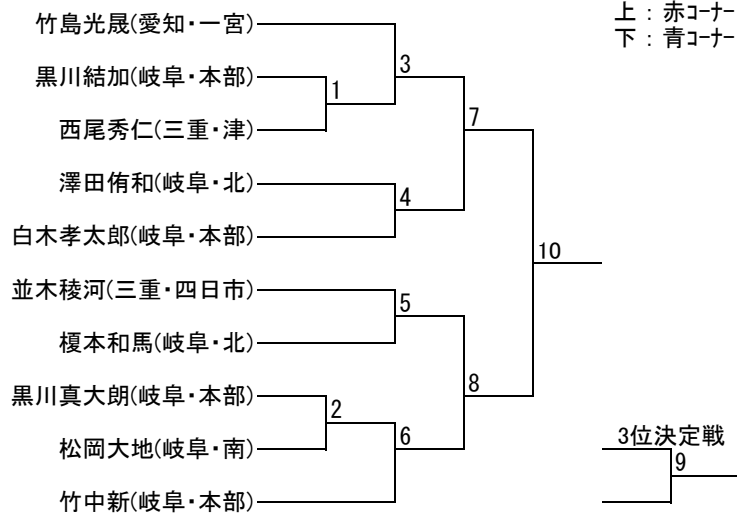 上 : 赤ｺｰﾅｰ
下 : 青ｺｰﾅｰ
竹島光晟(愛知・一宮)
3
黒川結加(岐阜・本部)
1
7
西尾秀仁(三重・津)
澤田侑和(岐阜・北)
4
白木孝太郎(岐阜・本部)
10
並木稜河(三重・四日市)
5
榎本和馬(岐阜・北)
8
黒川真大朗(岐阜・本部)
2
6
松岡大地(岐阜・南)
竹中新(岐阜・本部)
3位決定戦
9